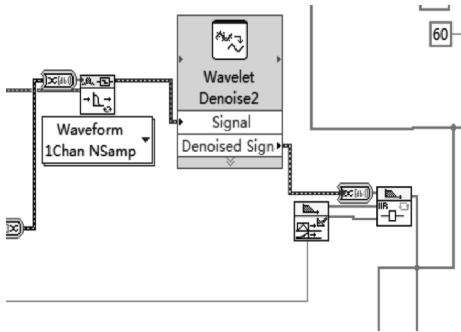 60
Wavelet
Denoise2
Signal
Denoised Sign
Waveform
1Chan NSamp
IIR